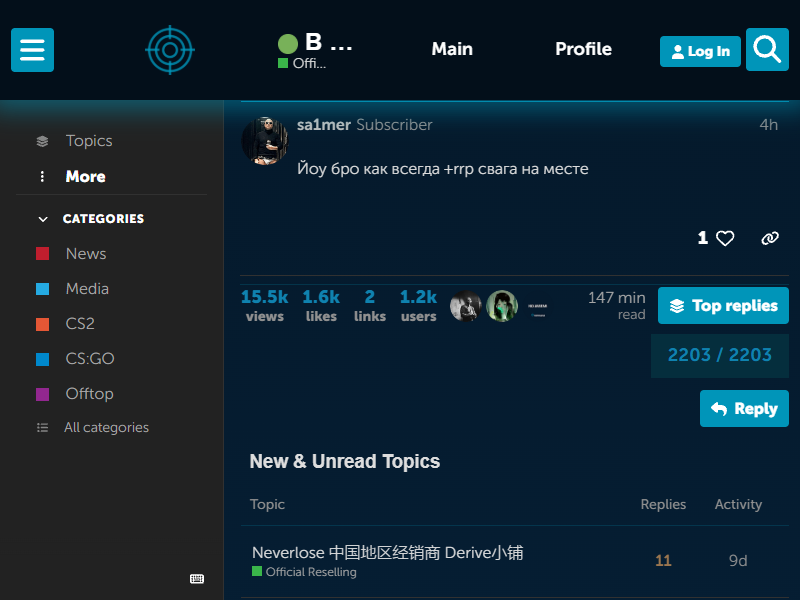 B ...
Offi...
Main
Profile
Log In
Topics
More
CATEGORIES
News
Media
CS2
CS:GO
Offtop
All categories
sa1mer Subscriber
4h
Йоу бро как всегда +rrp свага на месте
1
15.5k views
1.6k likes
2 links
1.2k users
147 min read
Top replies
2203 / 2203
Reply
New & Unread Topics
Topic Replies Activity
Neverlose 中国地区经销商 Derive小铺
Official Reselling
11 9d